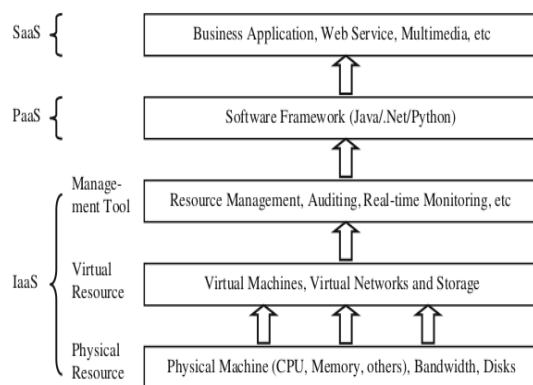 SaaS
Business Application, Web Service, Multimedia, etc
PaaS
Software Framework (Java/.Net/Python)
Manage-
ment Tool
Resource Management, Auditing, Real-time Monitoring, etc
IaaS
Virtual
Resource
Virtual Machines, Virtual Networks and Storage
Physical
Resource
Physical Machine (CPU, Memory, others), Bandwidth, Disks